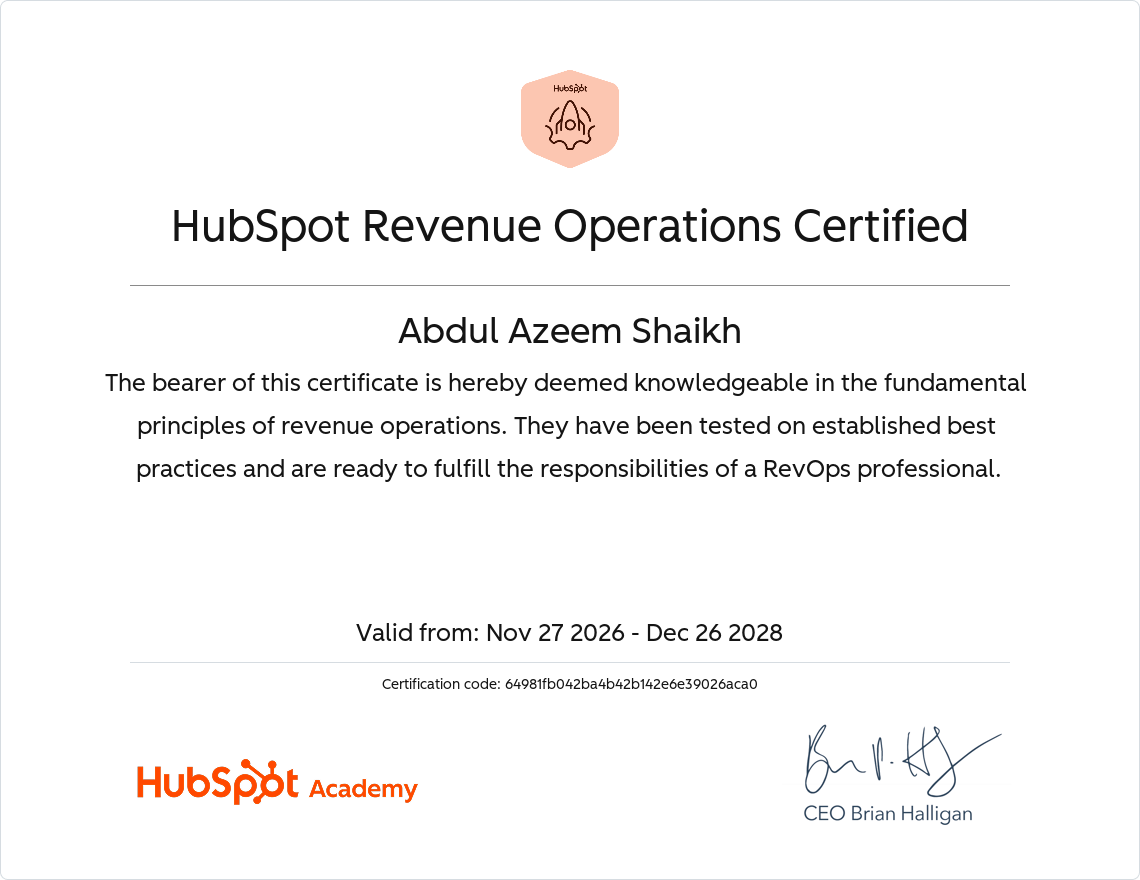 HubSpot
HubSpot Revenue Operations Certified
Abdul Azeem Shaikh
The bearer of this certificate is hereby deemed knowledgeable in the fundamental
principles of revenue operations. They have been tested on established best
practices and are ready to fulfill the responsibilities of a RevOps professional.
Valid from: Nov 27 2026 - Dec 26 2028
Certification code: 64981fb042ba4b42b142e6e39026aca0
HubSpot Academy
CEO Brian Halligan